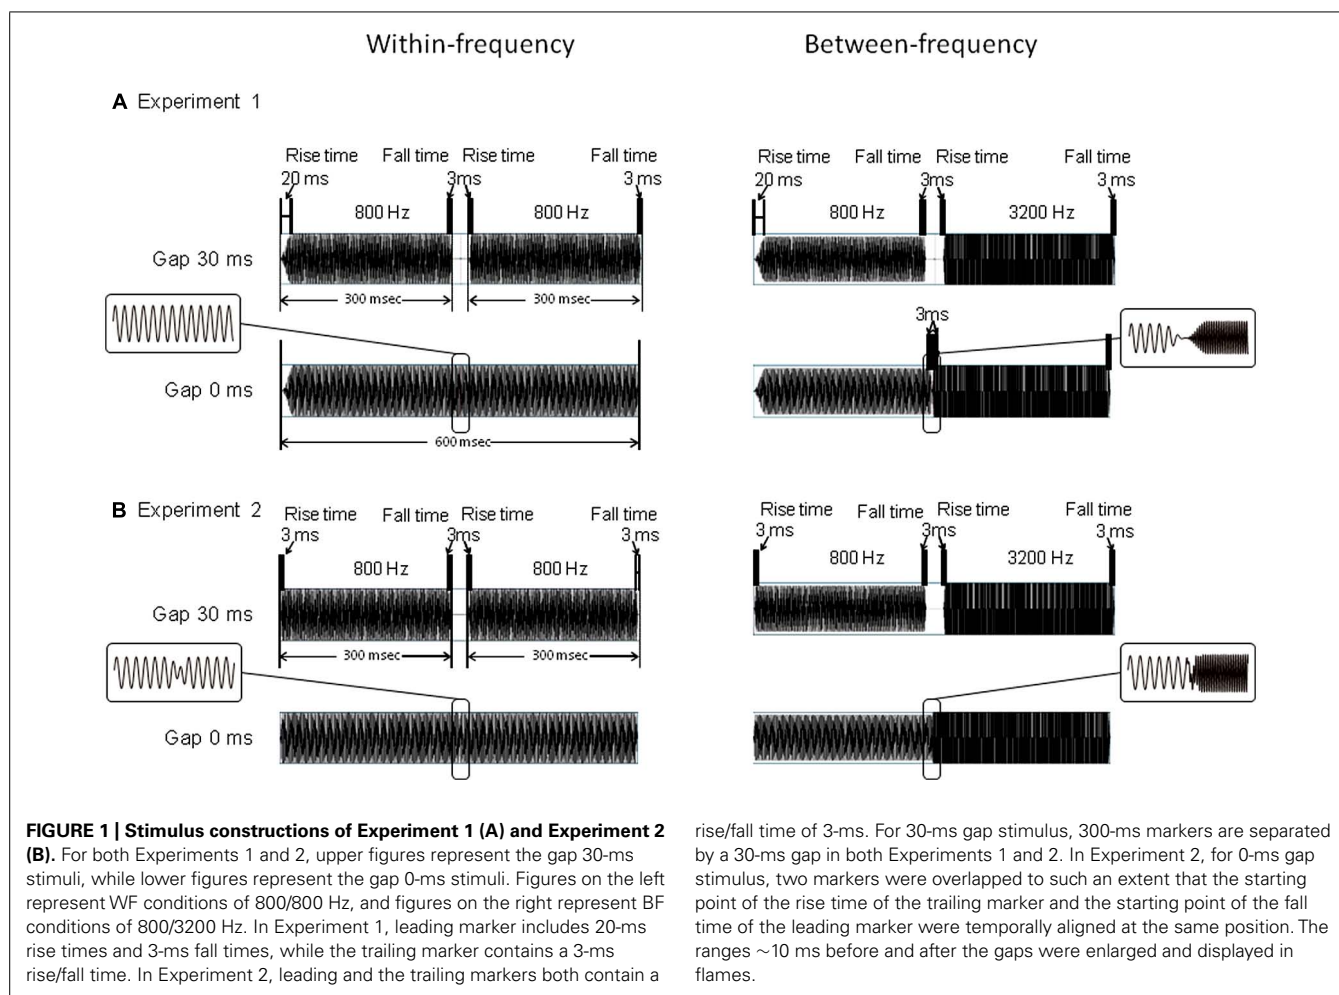 Within-frequency
Between-frequency
A Experiment 1
Rise time Fall time Rise time Fall time
20 ms 3ms 3 ms
800 Hz 800 Hz
Gap 30 ms
300 msec 300 msec
Gap 0 ms
600 msec
Rise time Fall time Rise time Fall time
20 ms 3ms 3 ms
800 Hz 3200 Hz
3ms
B Experiment 2
Rise time Fall time Rise time Fall time
3 ms 3ms 3 ms
800 Hz 800 Hz
Gap 30 ms
300 msec 300 msec
Gap 0 ms
Rise time Fall time Rise time Fall time
3 ms 3ms 3 ms
800 Hz 3200 Hz
FIGURE 1 | Stimulus constructions of Experiment 1 (A) and Experiment 2
(B). For both Experiments 1 and 2, upper figures represent the gap 30-ms
stimuli, while lower figures represent the gap 0-ms stimuli. Figures on the left
represent WF conditions of 800/800 Hz, and figures on the right represent BF
conditions of 800/3200 Hz. In Experiment 1, leading marker includes 20-ms
rise times and 3-ms fall times, while the trailing marker contains a 3-ms
rise/fall time. In Experiment 2, leading and the trailing markers both contain a
rise/fall time of 3-ms. For 30-ms gap stimulus, 300-ms markers are separated
by a 30-ms gap in both Experiments 1 and 2. In Experiment 2, for 0-ms gap
stimulus, two markers were overlapped to such an extent that the starting
point of the rise time of the trailing marker and the starting point of the fall
time of the leading marker were temporally aligned at the same position. The
ranges ∼10 ms before and after the gaps were enlarged and displayed in
flames.